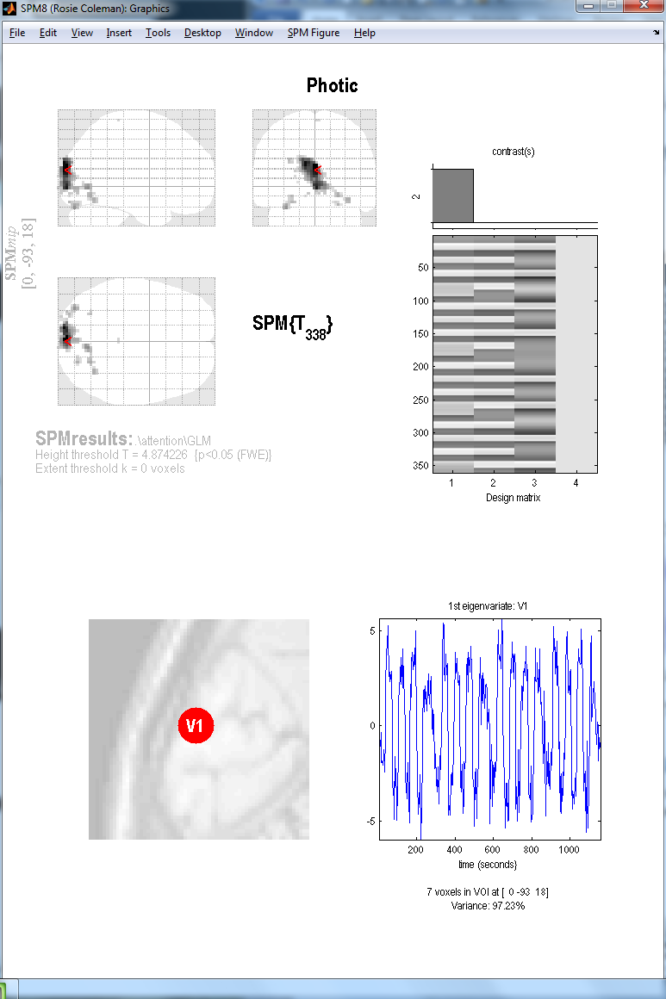 SPM8 (Rosie Coleman): Graphics
File Edit View Insert Tools Desktop Window SPM Figure Help
Photic
SPMmip
[0, -93, 18]
SPM{T338}
contrast(s)
2
50
100
150
200
250
300
350
1 2 3 4
Design matrix
SPMresults: .\attention\GLM
Height threshold T = 4.874226 {p<0.05 (FWE)}
Extent threshold k = 0 voxels
V1
1st eigenvariate: V1
5
0
-5
200 400 600 800 1000
time (seconds}
7 voxels in VOI at [ 0 -93 18]
Variance: 97.23%